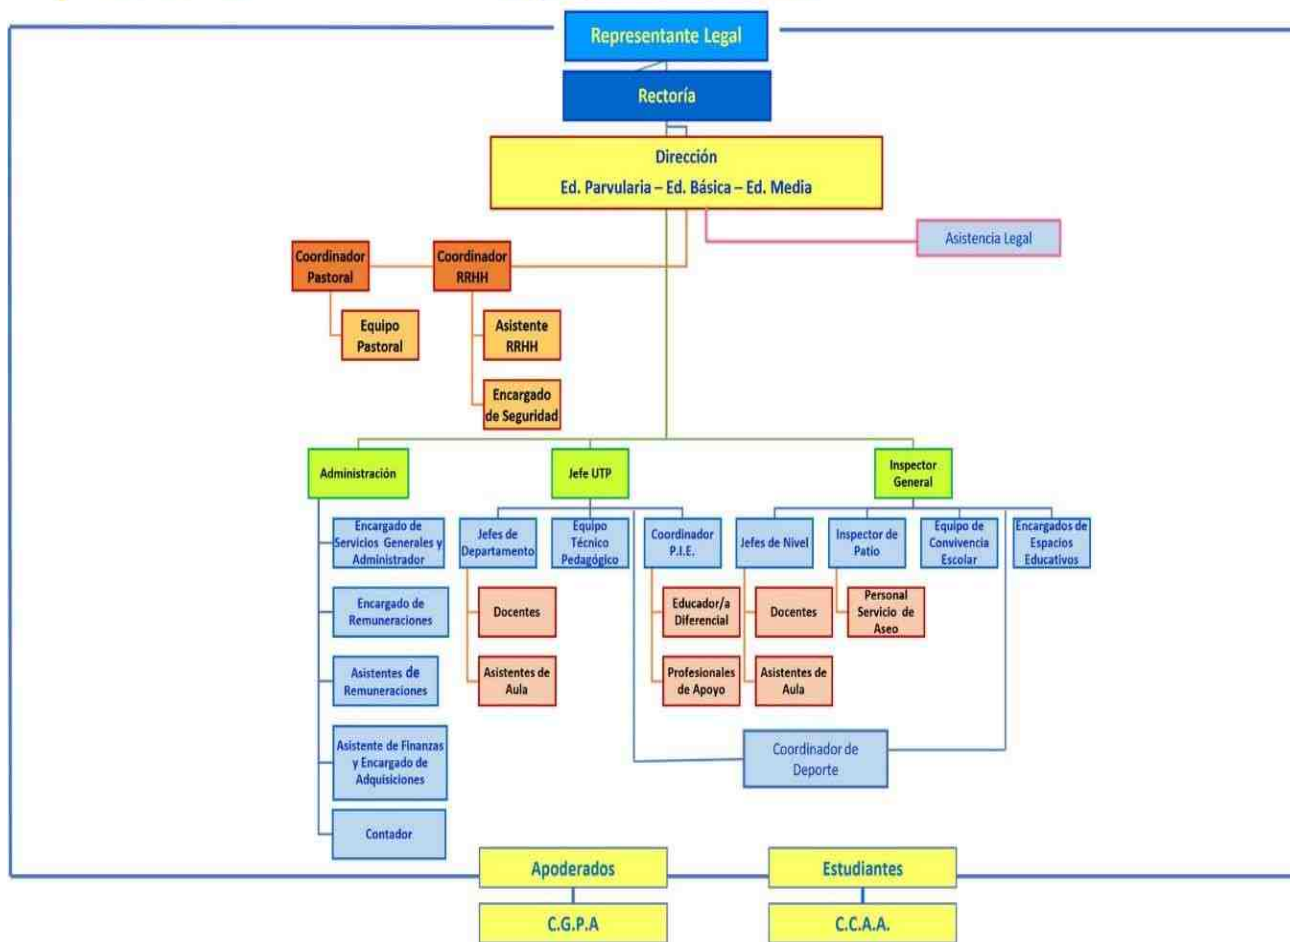 Representante Legal
Rectoría
Dirección
Ed. Parvularia – Ed. Básica – Ed. Media
Asistencia Legal
Coordinador
Pastoral
Coordinador
RRHH
Equipo
Pastoral
Asistente
RRHH
Encargado
de Seguridad
Administración
Jefe UTP
Inspector
General
Encargado de
Servicios Generales y
Administrador
Jefes de
Departamento
Equipo
Técnico
Pedagógico
Coordinador
P.I.E.
Jefes de Nivel
Inspector de
Patio
Equipo de
Convivencia
Escolar
Encargados de
Espacios
Educativos
Encargado de
Remuneraciones
Docentes
Educador/a
Diferencial
Docentes
Personal
Servicio de
Aseo
Asistentes de
Remuneraciones
Asistentes de
Aula
Profesionales
de Apoyo
Asistentes de
Aula
Asistente de Finanzas
y Encargado de
Adquisiciones
Coordinador de
Deporte
Contador
Apoderados
Estudiantes
C.G.P.A
C.C.A.A.